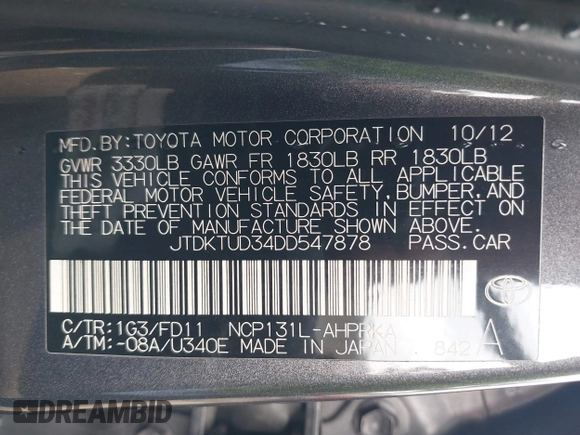 MFD.BY:TOYOTA MOTOR CORPORATION 10/12
GVWR 3330LB GAWR FR 1830LB RR 1830LB
THIS VEHICLE CONFORMS TO ALL APPLICABLE
FEDERAL MOTOR VEHICLE SAFETY, BUMPER, AND
THEFT PREVENTION STANDARDS IN EFFECT ON
THE DATE OF MANUFACTURE SHOWN ABOVE.
JTDKTUD34DD547878 PASS.CAR
C/TR:1G3/FD11 NCP131L-AHPRKA
A/TM:-08A/U340E MADE IN JAPAN 842 A
DREAMBID